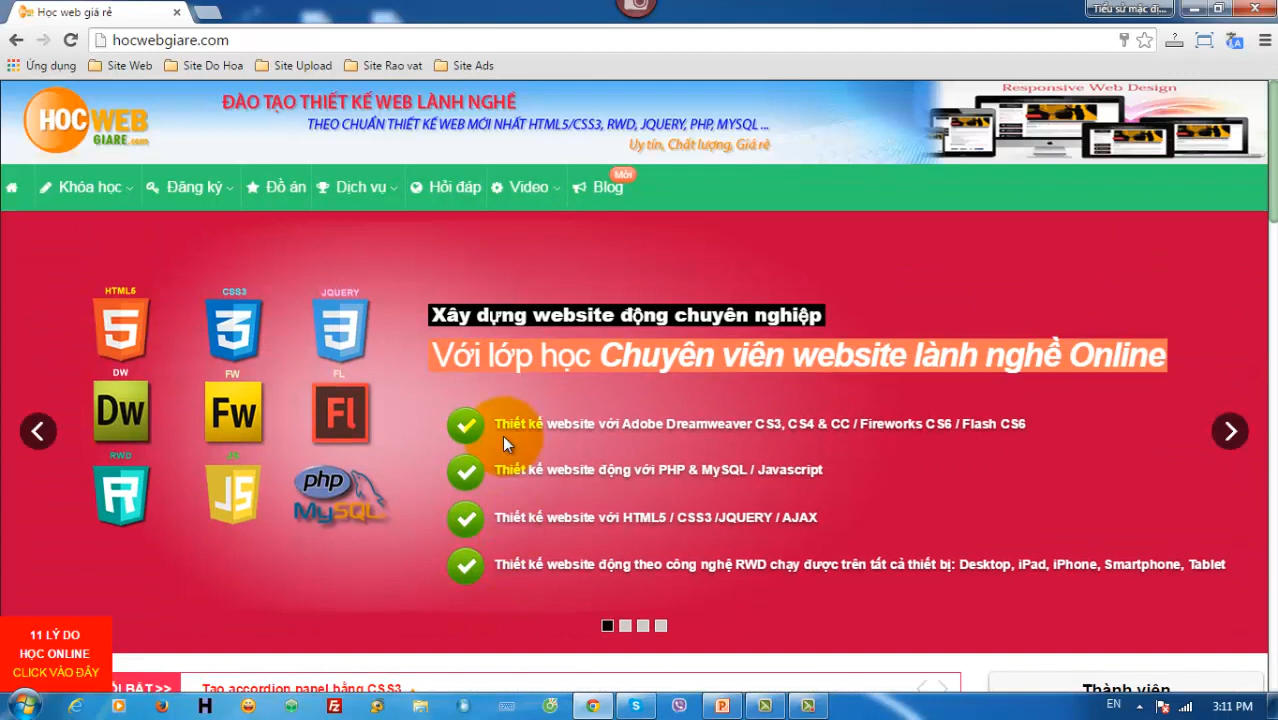 Học web giá rẻ
Tiểu sử mặc đị...
hocwebgiare.com
Ứng dụng
Site Web
Site Do Hoa
Site Upload
Site Rao vat
Site Ads
HOCWEB
GIARE.com
ĐÀO TẠO THIẾT KẾ WEB LÀNH NGHỀ
THEO CHUẨN THIẾT KẾ WEB MỚI NHẤT HTML5/CSS3, RWD, JQUERY, PHP, MYSQL ...
Uy tín, Chất lượng, Giá rẻ
Responsive Web Design
Khóa học
Đăng ký
Đồ án
Dịch vụ
Hỏi đáp
Video
Blog
Mới
HTML5
CSS3
JQUERY
5
3
3
DW
FW
FL
Dw
Fw
Fl
RWD
JS
R
JS
php
MySQL
Xây dựng website động chuyên nghiệp
Với lớp học Chuyên viên website lành nghề Online
Thiết kế website với Adobe Dreamweaver CS3, CS4 & CC / Fireworks CS6 / Flash CS6
Thiết kế website động với PHP & MySQL / Javascript
Thiết kế website với HTML5 / CSS3 /JQUERY / AJAX
Thiết kế website động theo công nghệ RWD chạy được trên tất cả thiết bị: Desktop, iPad, iPhone, Smartphone, Tablet
11 LÝ DO
HỌC ONLINE
CLICK VÀO ĐÂY
BẬT>>
Tạo accordion panel bằng CSS3
Thành viên
EN
3:11 PM